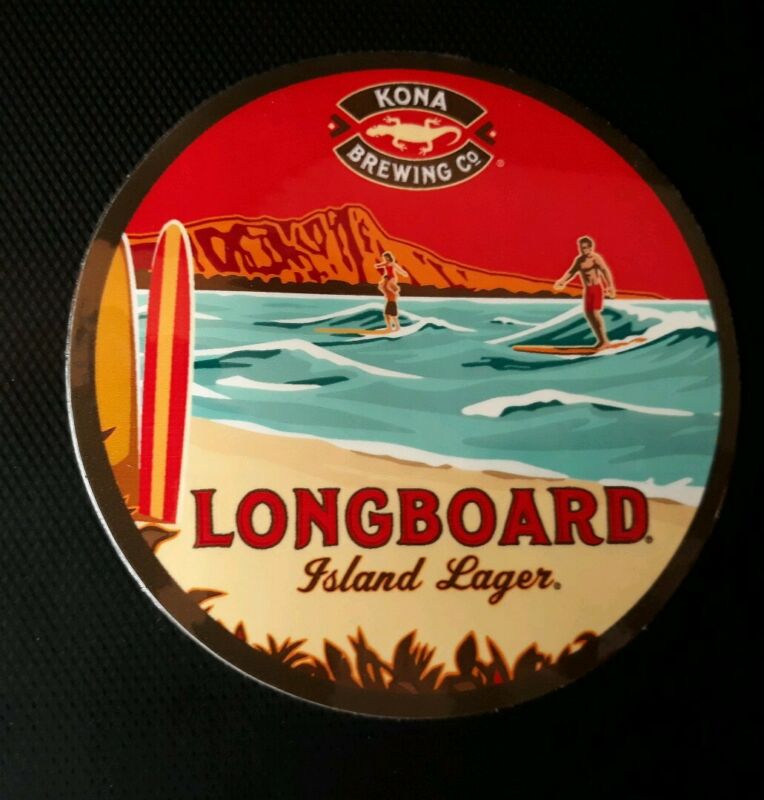 KONA
BREWING CO®
LONGBOARD®
Island Lager®